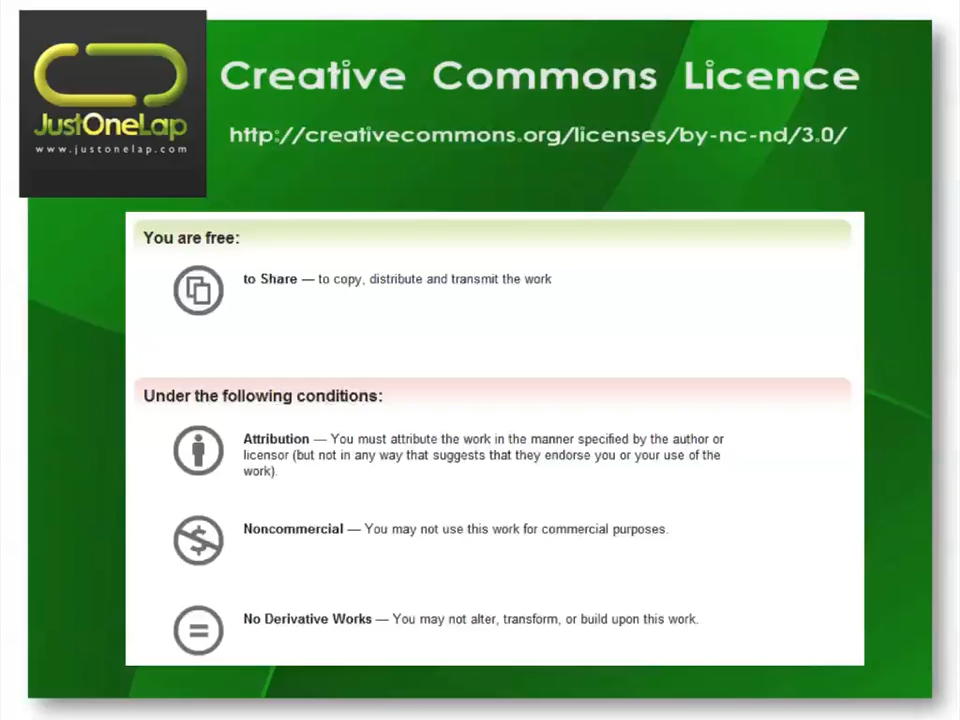 JustOneLap
www.justonelap.com
Creative Commons Licence
http://creativecommons.org/licenses/by-nc-nd/3.0/
You are free:
to Share — to copy, distribute and transmit the work
Under the following conditions:
Attribution — You must attribute the work in the manner specified by the author or
licensor (but not in any way that suggests that they endorse you or your use of the
work).
Noncommercial — You may not use this work for commercial purposes.
No Derivative Works — You may not alter, transform, or build upon this work.